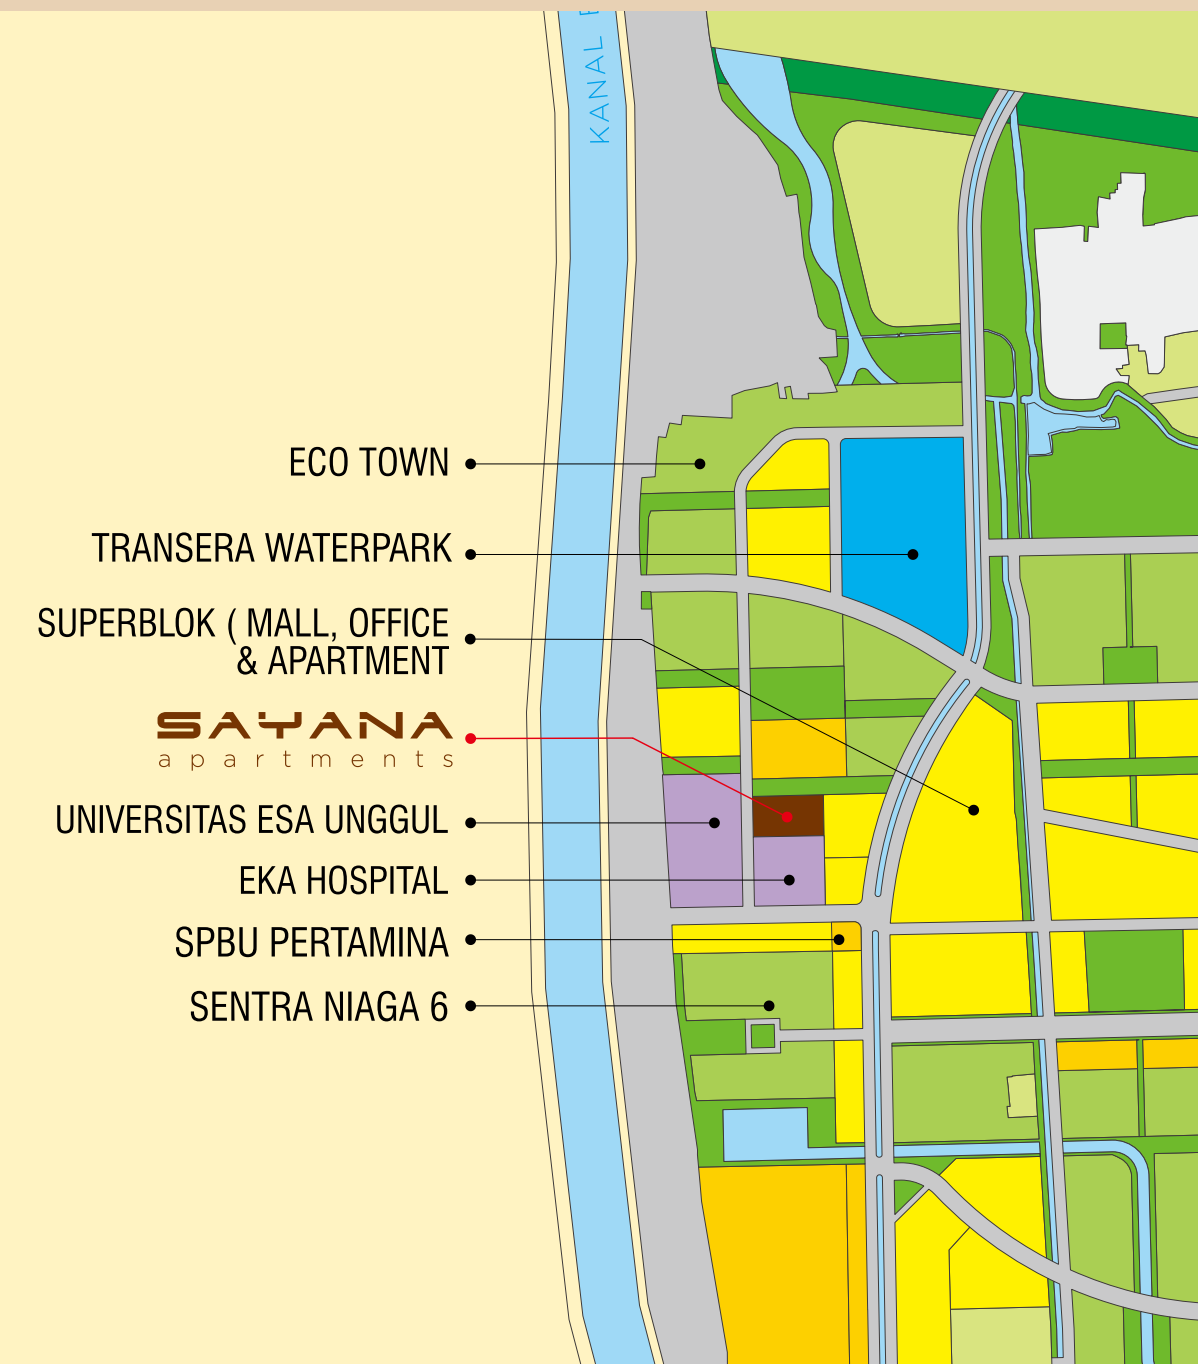 KANAL
ECO TOWN
TRANSERA WATERPARK
SUPERBLOK ( MALL, OFFICE
& APARTMENT
SAYANA
apartments
UNIVERSITAS ESA UNGGUL
EKA HOSPITAL
SPBU PERTAMINA
SENTRA NIAGA 6